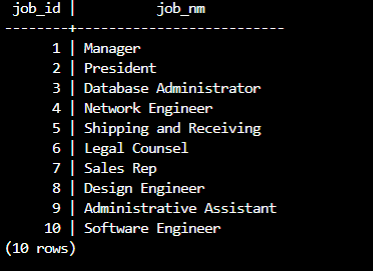 job_id | job_nm
--------+--------------------------
1 | Manager
2 | President
3 | Database Administrator
4 | Network Engineer
5 | Shipping and Receiving
6 | Legal Counsel
7 | Sales Rep
8 | Design Engineer
9 | Administrative Assistant
10 | Software Engineer
(10 rows)